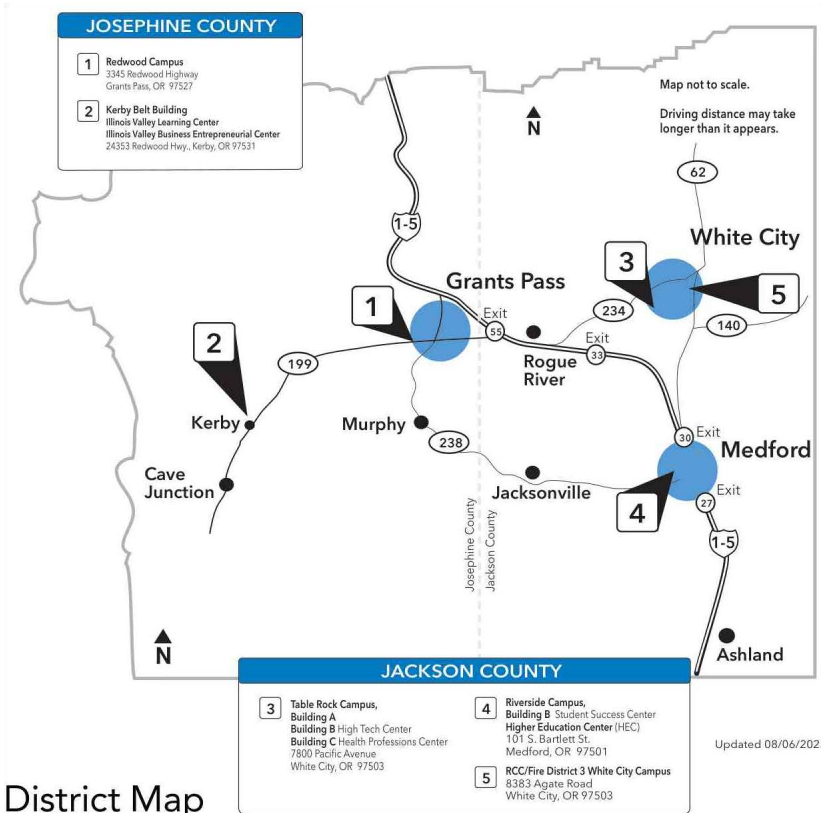 JOSEPHINE COUNTY
1 Redwood Campus
3345 Redwood Highway
Grants Pass, OR 97527
2 Kerby Belt Building
Illinois Valley Learning Center
Illinois Valley Business Entrepreneurial Center
24353 Redwood Hwy., Kerby, OR 97531
Map not to scale.
Driving distance may take
longer than it appears.
N
62
1-5
White City
3
Grants Pass
5
1
234
Exit
55
140
2
Exit
33
199
Rogue
River
Kerby
Murphy
238
30 Exit
Medford
Cave
Junction
Jacksonville
4
Exit
27
1-5
Josephine County
Jackson County
N
Ashland
JACKSON COUNTY
3 Table Rock Campus,
Building A
Building B High Tech Center
Building C Health Professions Center
7800 Pacific Avenue
White City, OR 97503
4 Riverside Campus,
Building B Student Success Center
Higher Education Center (HEC)
101 S. Bartlett St.
Medford, OR 97501
5 RCC/Fire District 3 White City Campus
8383 Agate Road
White City, OR 97503
Updated 08/06/202
District Map